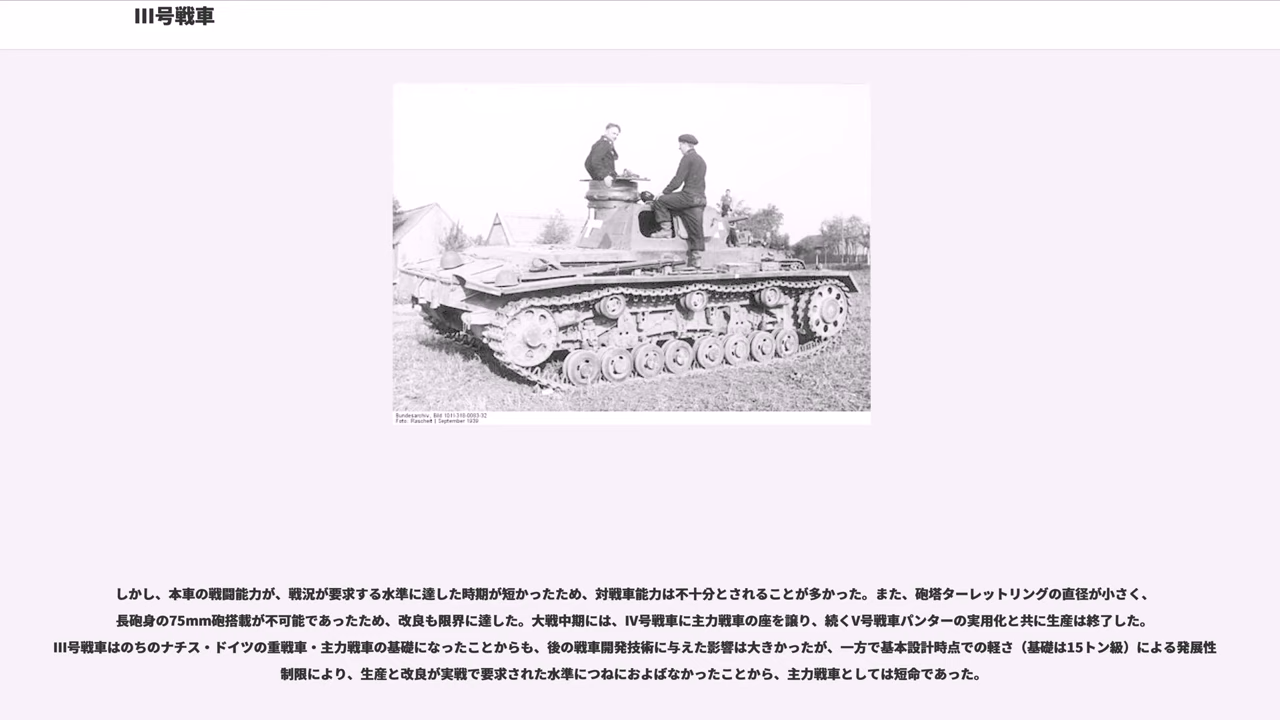 III号戦車
Bundesarchiv, Bild 101I-318-0083-32
Foto: Rascheit | September 1939
しかし、本車の戦闘能力が、戦況が要求する水準に達した時期が短かったため、対戦車能力は不十分とされることが多かった。また、砲塔ターレットリングの直径が小さく、
長砲身の75mm砲搭載が不可能であったため、改良も限界に達した。大戦中期には、IV号戦車に主力戦車の座を譲り、続くV号戦車パンターの実用化と共に生産は終了した。
III号戦車はのちのナチス・ドイツの重戦車・主力戦車の基礎になったことからも、後の戦車開発技術に与えた影響は大きかったが、一方で基本設計時点での軽さ（基礎は15トン級）による発展性
制限により、生産と改良が実戦で要求された水準につねにおよばなかったことから、主力戦車としては短命であった。